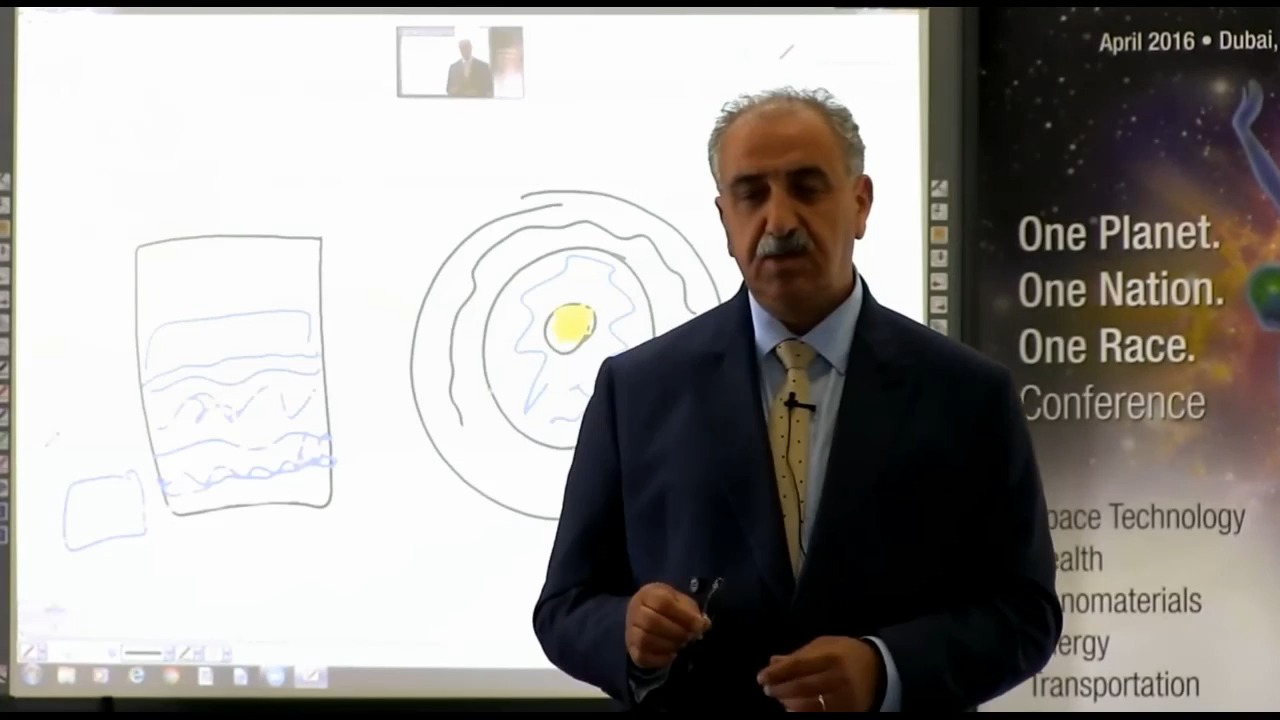 April 2016 • Dubai,
One Planet.
One Nation.
One Race.
Conference
pace Technology
ealth
nomaterials
ergy
Transportation